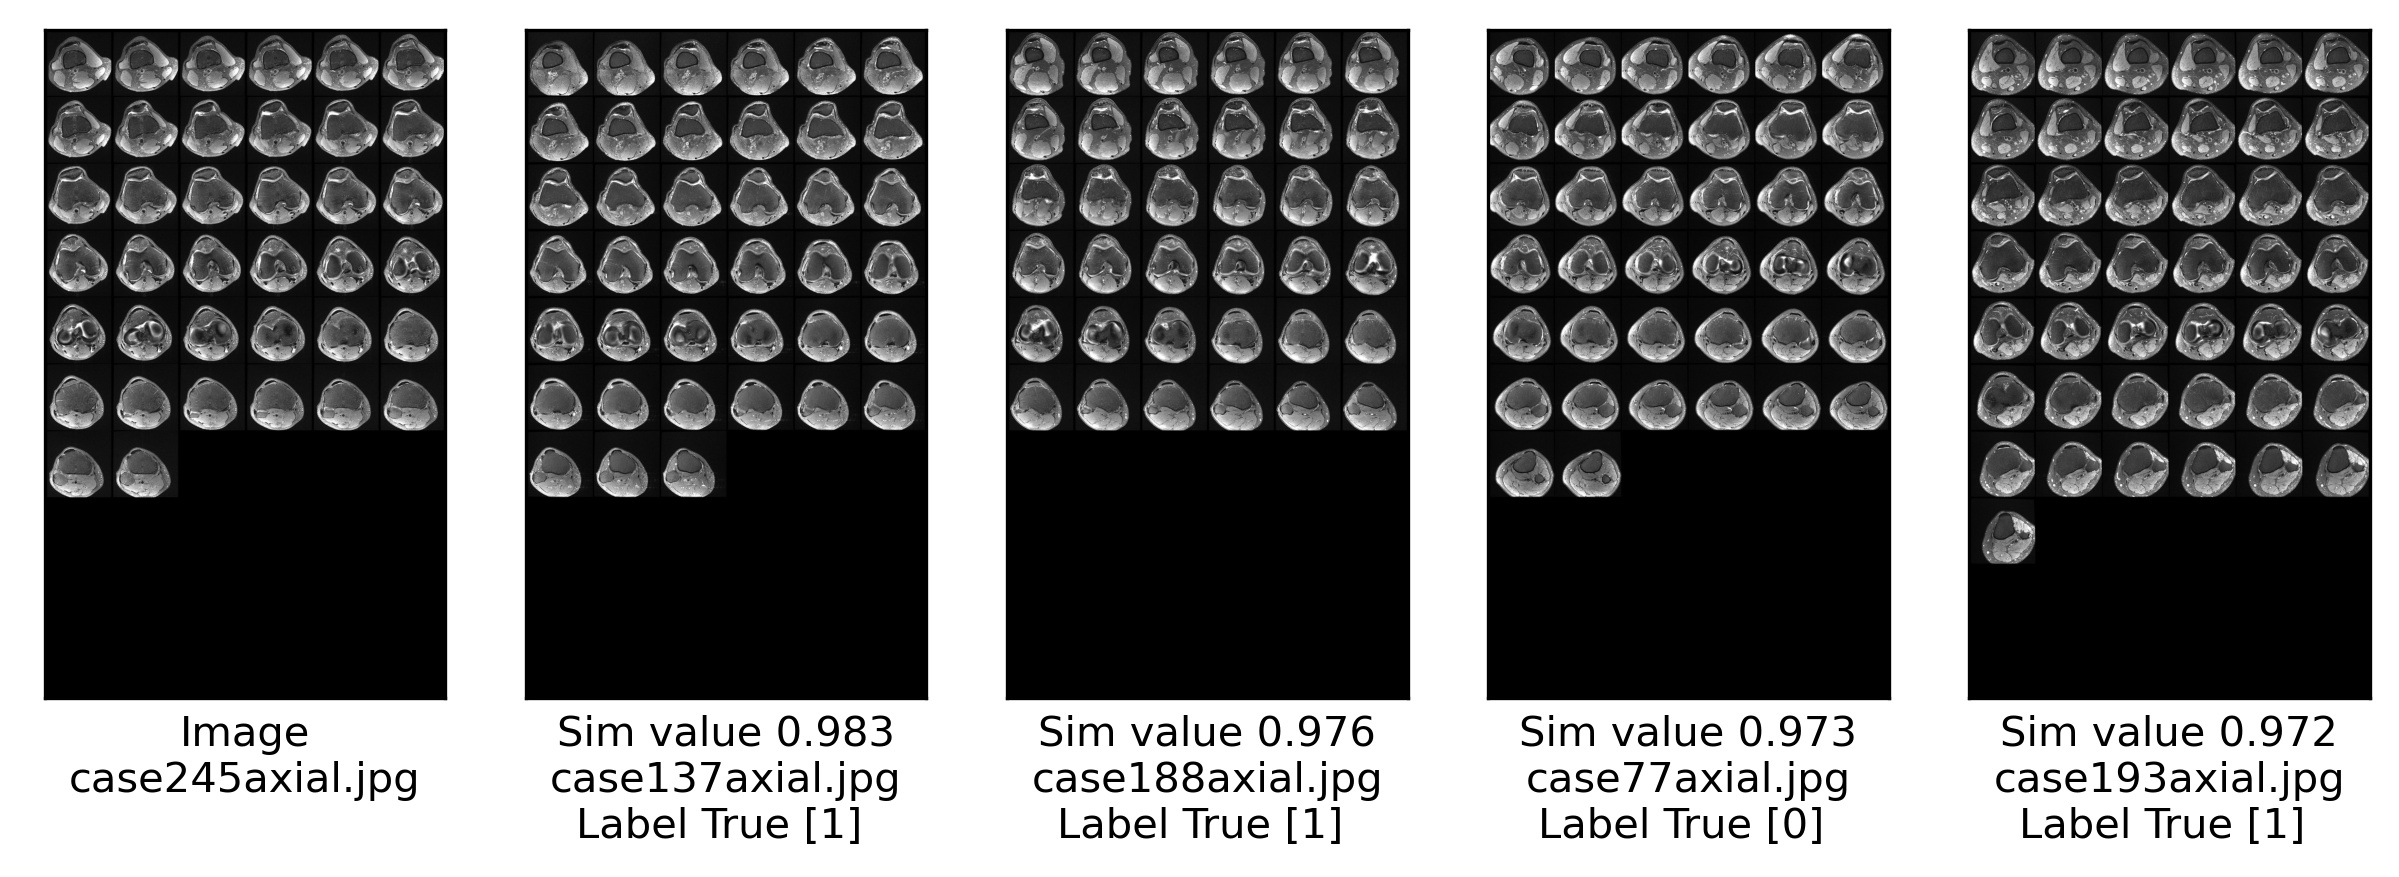 Image
case245axial.jpg
Sim value 0.983
case137axial.jpg
Label True [1]
Sim value 0.976
case188axial.jpg
Label True [1]
Sim value 0.973
case77axial.jpg
Label True [0]
Sim value 0.972
case193axial.jpg
Label True [1]